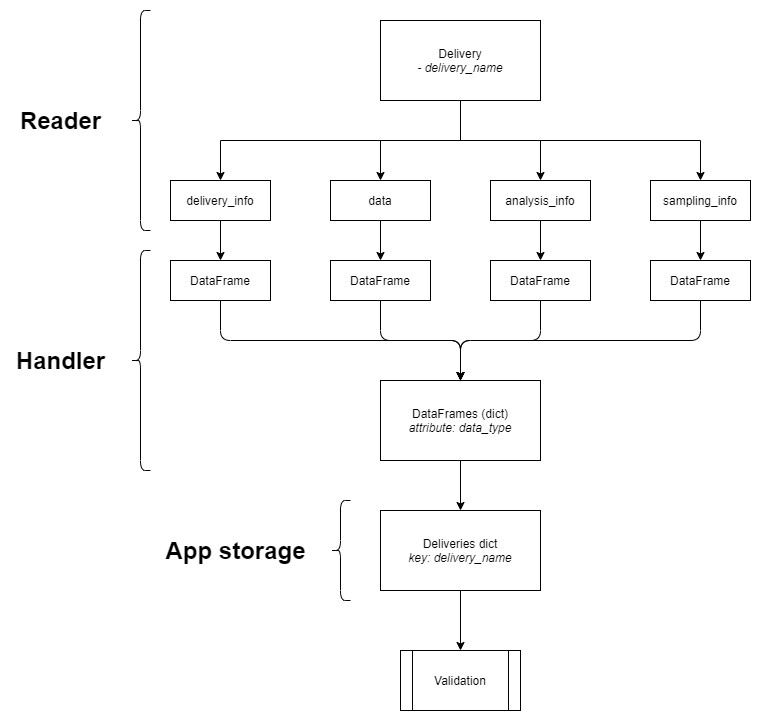 Delivery
- delivery_name
Reader
delivery_info
data
analysis_info
sampling_info
DataFrame
DataFrame
DataFrame
DataFrame
Handler
DataFrames (dict)
attribute: data_type
App storage
Deliveries dict
key: delivery_name
Validation